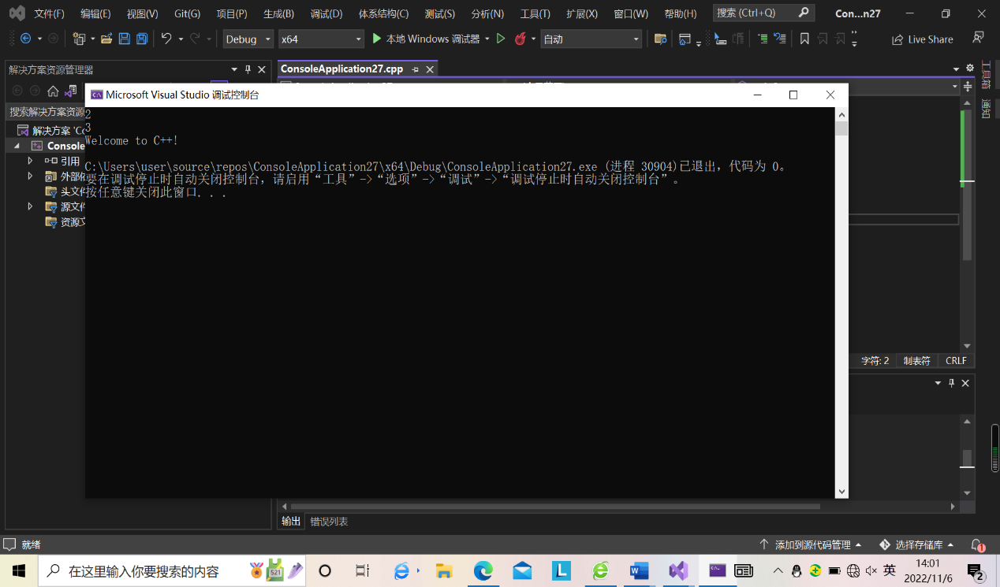 文件(F) 编辑(E) 视图(V) Git(G) 项目(P) 生成(B) 调试(D) 体系结构(C) 测试(S) 分析(N) 工具(T) 扩展(X) 窗口(W) 帮助(H) 搜索 (Ctrl+Q) Con...n27
Debug x64 本地 Windows 调试器 自动 Live Share
解决方案资源管理器
ConsoleApplication27.cpp
工具箱
通知
Microsoft Visual Studio 调试控制台
搜索解决方案资源
解决方案 'Co
Console
引用
外部依
头文件
源文件
资源文
2
3
Welcome to C++!
C:\Users\user\source\repos\ConsoleApplication27\x64\Debug\ConsoleApplication27.exe (进程 30904)已退出，代码为 0。
要在调试停止时自动关闭控制台，请启用“工具”->“选项”->“调试”->“调试停止时自动关闭控制台”。
按任意键关闭此窗口. . .
字符: 2 制表符 CRLF
输出 错误列表
就绪 添加到源代码管理 选择存储库 1
在这里输入你要搜索的内容 521 英 14:01
2022/11/6 2